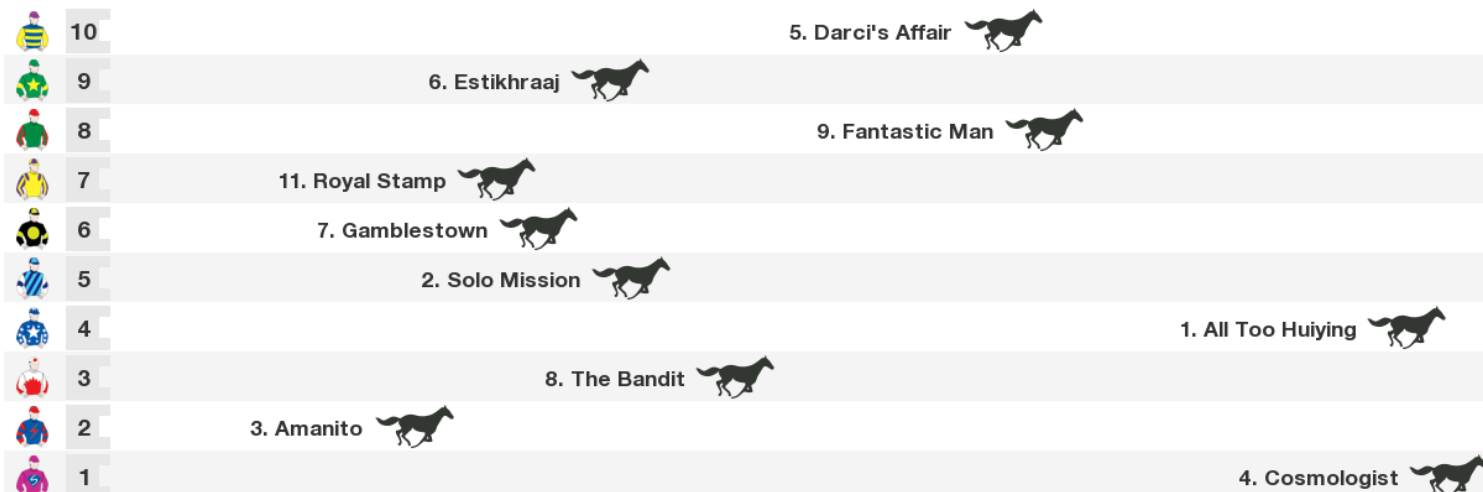 10 5. Darci's Affair
9 6. Estikhraaj
8 9. Fantastic Man
7 11. Royal Stamp
6 7. Gamblestown
5 2. Solo Mission
4 1. All Too Huiying
3 8. The Bandit
2 3. Amanito
1 4. Cosmologist